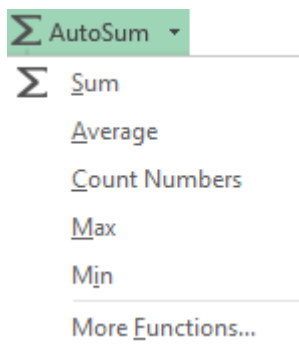 Σ AutoSum
Σ Sum
Average
Count Numbers
Max
Min
More Functions...